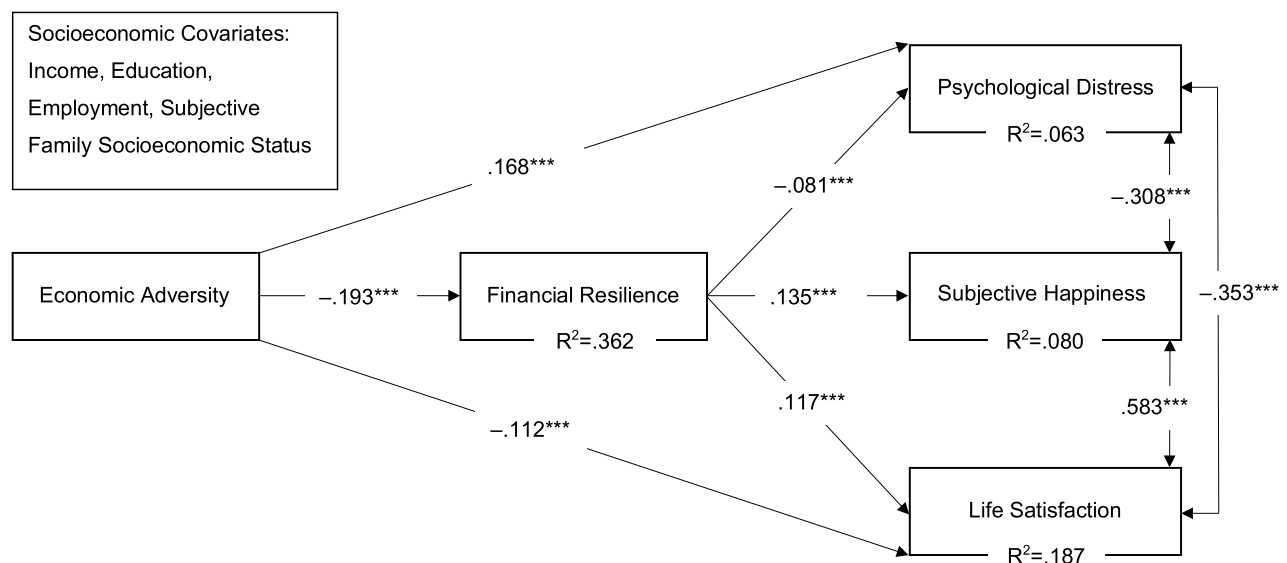 Socioeconomic Covariates:
Income, Education,
Employment, Subjective
Family Socioeconomic Status
Psychological Distress
R²=.063
.168***
–.081***
–.308***
Economic Adversity
–.193***
Financial Resilience
R²=.362
.135***
Subjective Happiness
R²=.080
–.353***
.117***
.583***
–.112***
Life Satisfaction
R²=.187